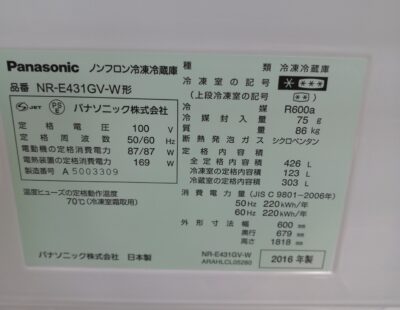 Panasonic ノンフロン冷凍冷蔵庫
品番 NR-E431GV-W形
JET PSE パナソニック株式会社
定格電圧 100 V
定格周波数 50/60 Hz
電動機の定格消費電力 87/87 W
電熱装置の定格消費電力 169 W
製造番号 A 5003309
温度ヒューズの定格動作温度
70℃(冷凍室霜取用)
パナソニック株式会社 日本製
種類 冷凍冷蔵庫
冷凍室の記号 * ***
(上段冷凍室の記号) *
冷媒 R600a
冷媒封入量 75 g
質量 86 kg
断熱発泡ガス シクロペンタン
定格内容積
全定格内容積 426 L
冷凍室の定格内容積 123 L
冷蔵室の定格内容積 303 L
消費電力量(JIS C 9801-2006年)
50Hz 220 kWh/年
60Hz 220 kWh/年
外形寸法 幅 600 mm
奥行 679 mm
高さ 1818 mm
NR-E431GV-W
ARAHLCL05260
2016 年製